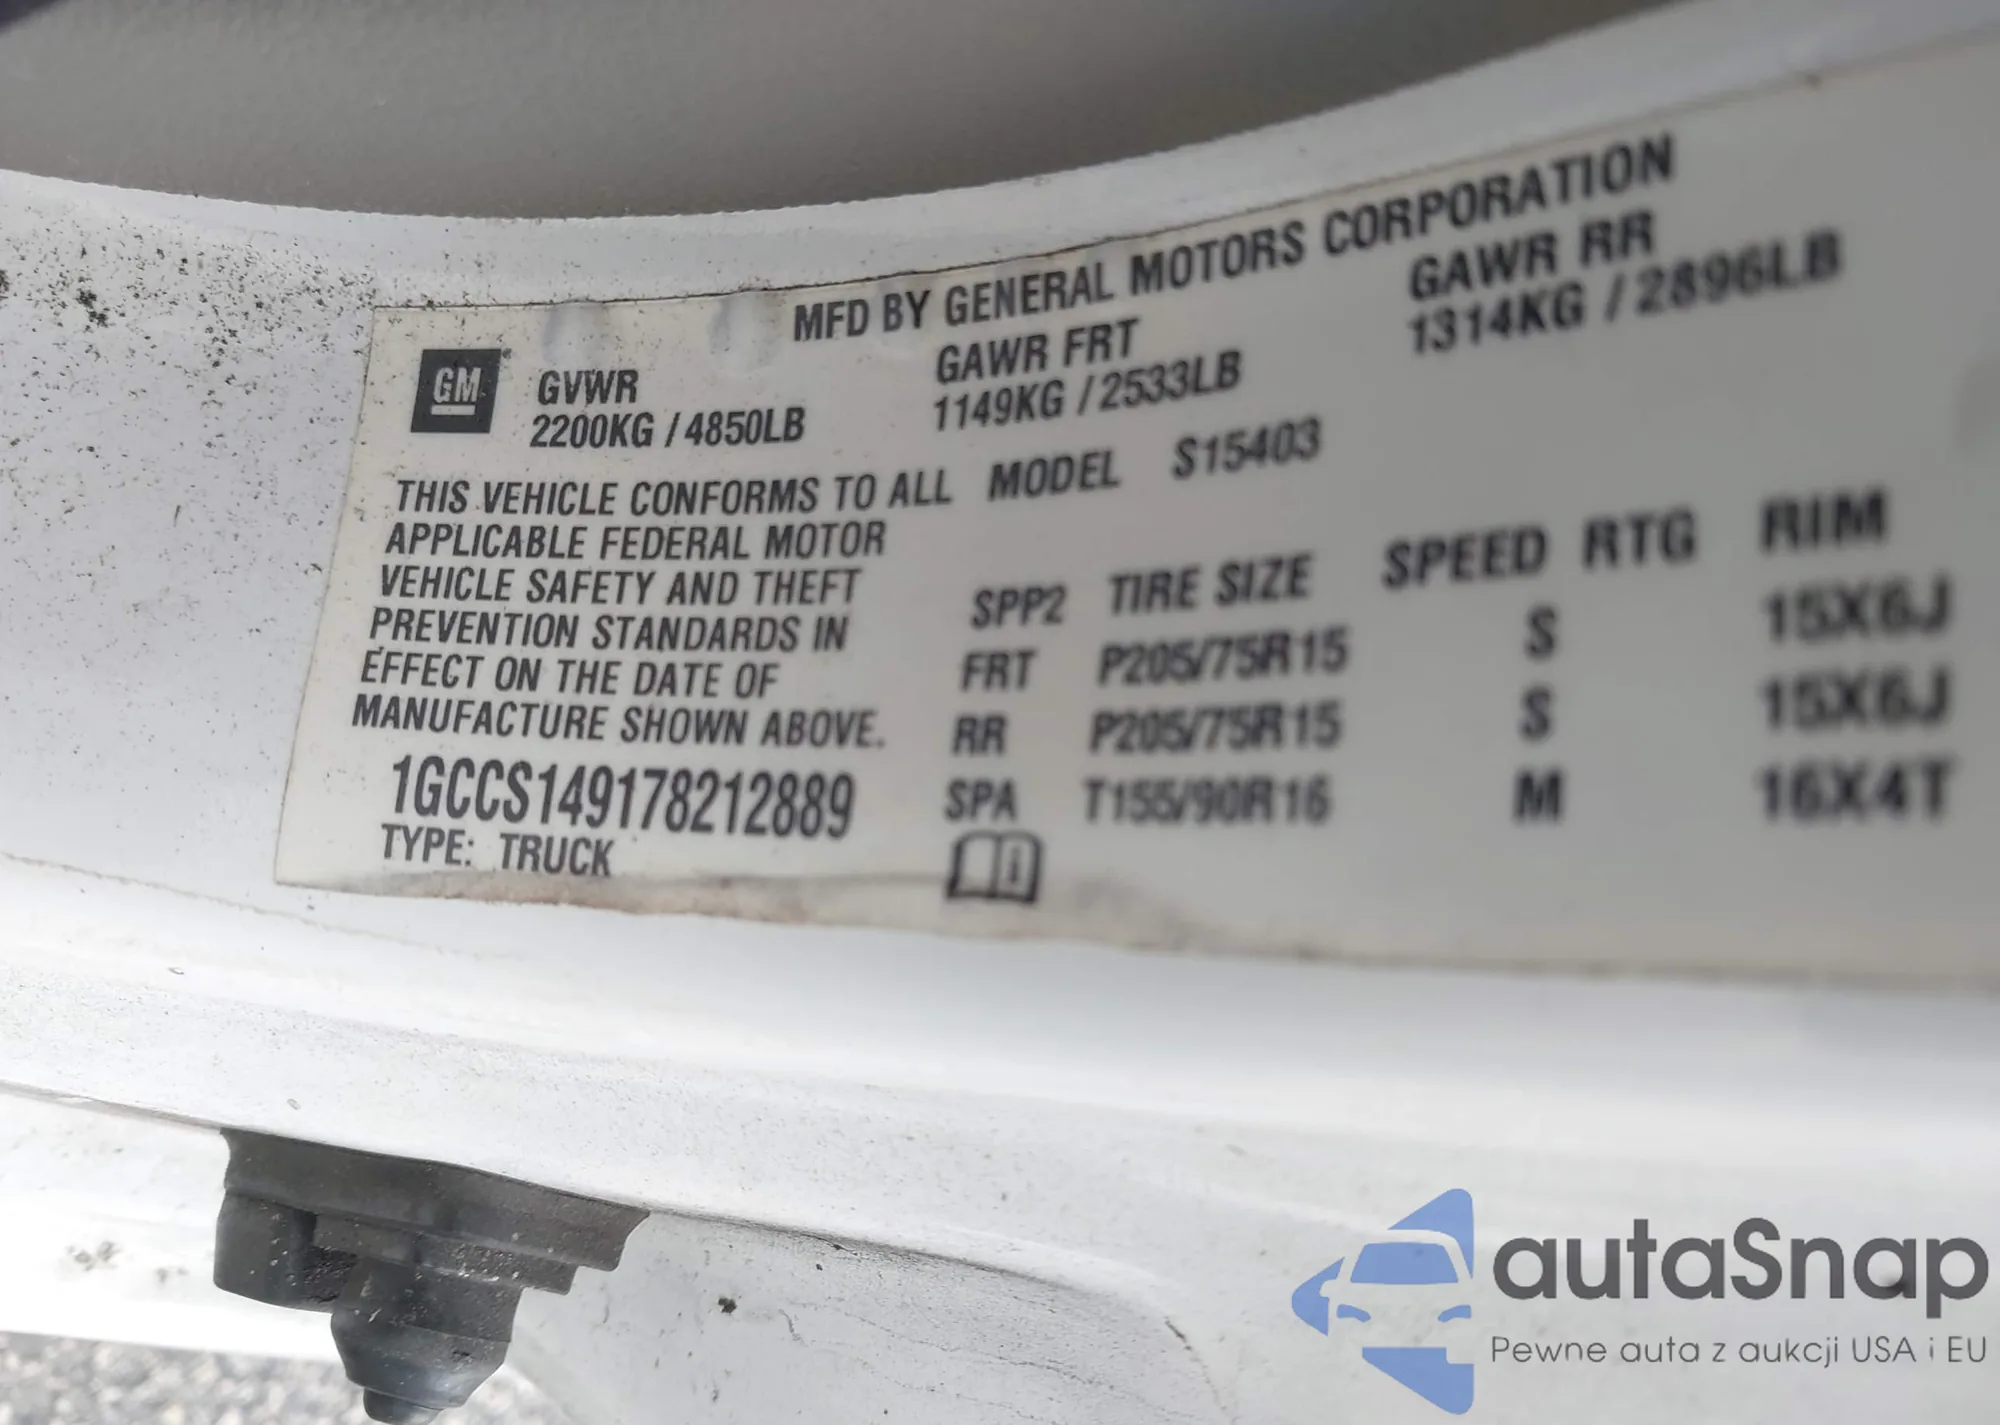 MFD BY GENERAL MOTORS CORPORATION
GM
GVWR GAWR FRT GAWR RR
2200KG / 4850LB 1149KG / 2533LB 1314KG / 2896LB
THIS VEHICLE CONFORMS TO ALL MODEL S15403
APPLICABLE FEDERAL MOTOR
VEHICLE SAFETY AND THEFT
PREVENTION STANDARDS IN
EFFECT ON THE DATE OF
MANUFACTURE SHOWN ABOVE.
1GCCS149178212889
TYPE: TRUCK
SPP2 TIRE SIZE SPEED RTG RIM
FRT P205/75R15 S 15X6J
RR P205/75R15 S 15X6J
SPA T155/90R16 M 16X4T
autaSnap
Pewne auta z aukcji USA i EU